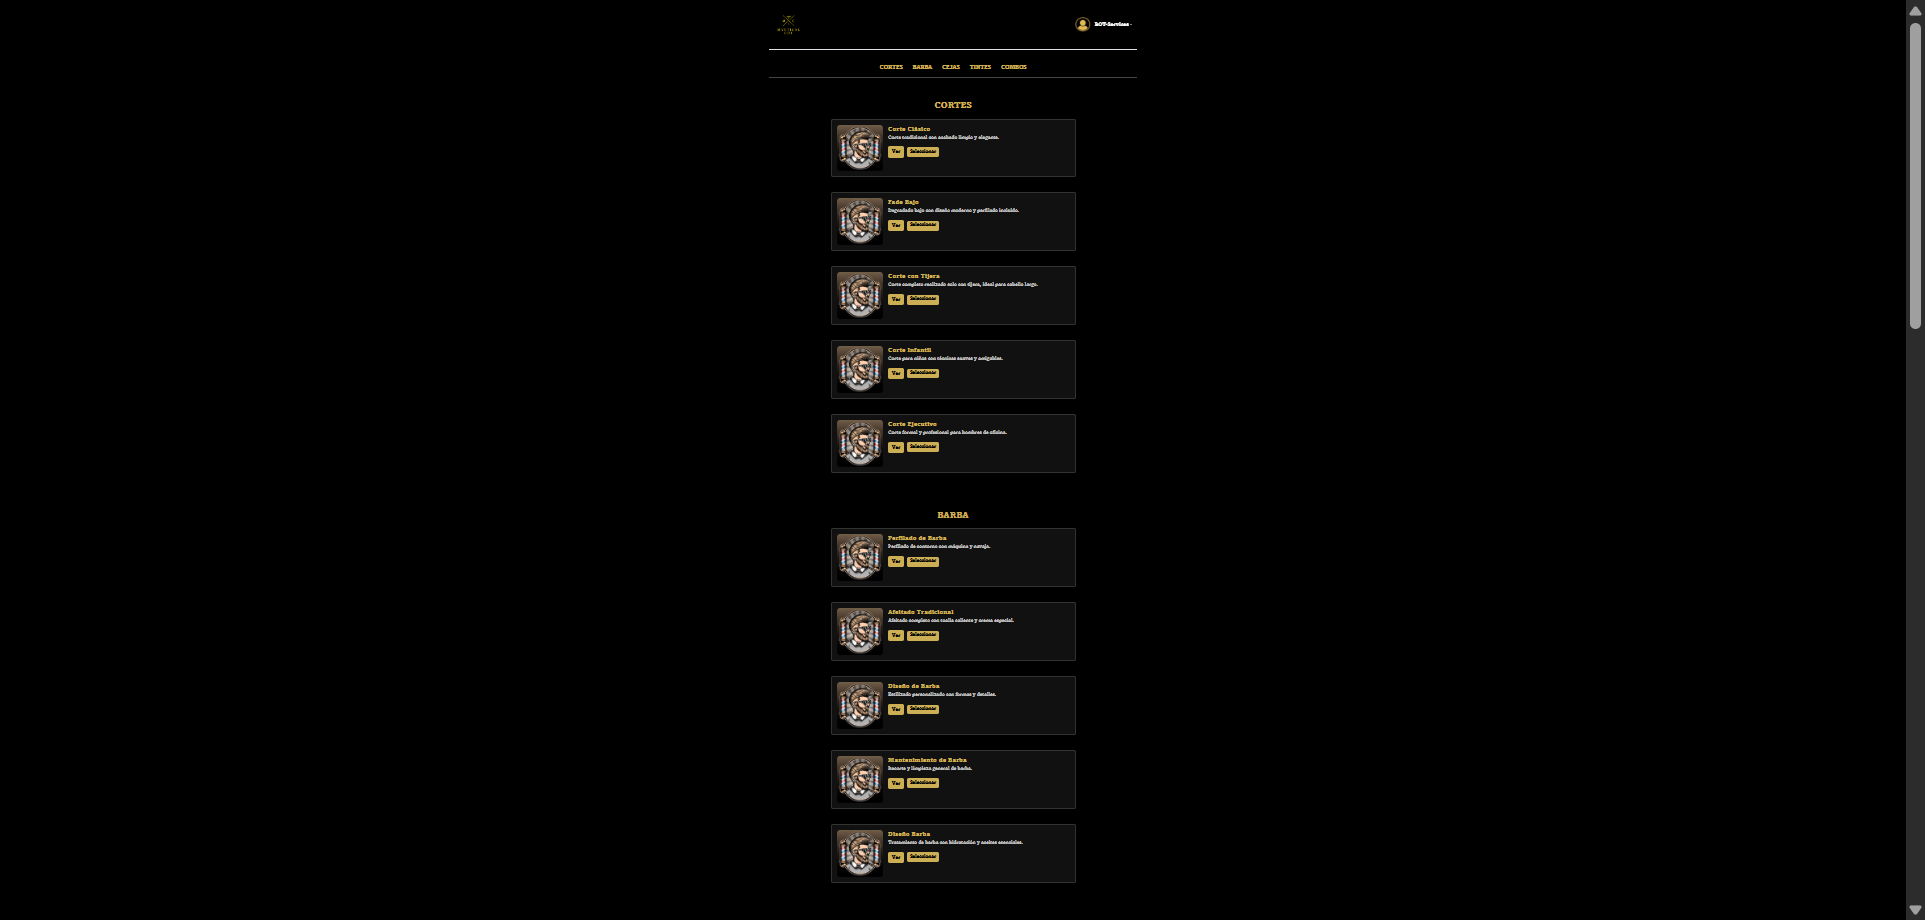 BOT-Services
CORTES BARBA CEJAS TINTES COMBOS
CORTES
Corte Clásico
Corte tradicional con acabado limpio y elegante.
Ver Seleccionar
Fade Bajo
Degradado bajo con diseño moderno y perfilado incluido.
Ver Seleccionar
Corte con Tijera
Corte completo realizado solo con tijera, ideal para cabello largo.
Ver Seleccionar
Corte Infantil
Corte para niños con técnicas suaves y amigables.
Ver Seleccionar
Corte Ejecutivo
Corte formal y profesional para hombres de oficina.
Ver Seleccionar
BARBA
Perfilado de Barba
Perfilado de contorno con máquina y navaja.
Ver Seleccionar
Afeitado Tradicional
Afeitado completo con toalla caliente y crema especial.
Ver Seleccionar
Diseño de Barba
Estilizado personalizado con formas y detalles.
Ver Seleccionar
Mantenimiento de Barba
Recorte y limpieza general de barba.
Ver Seleccionar
Diseño Barba
Tratamiento de barba con hidratación y aceites esenciales.
Ver Seleccionar